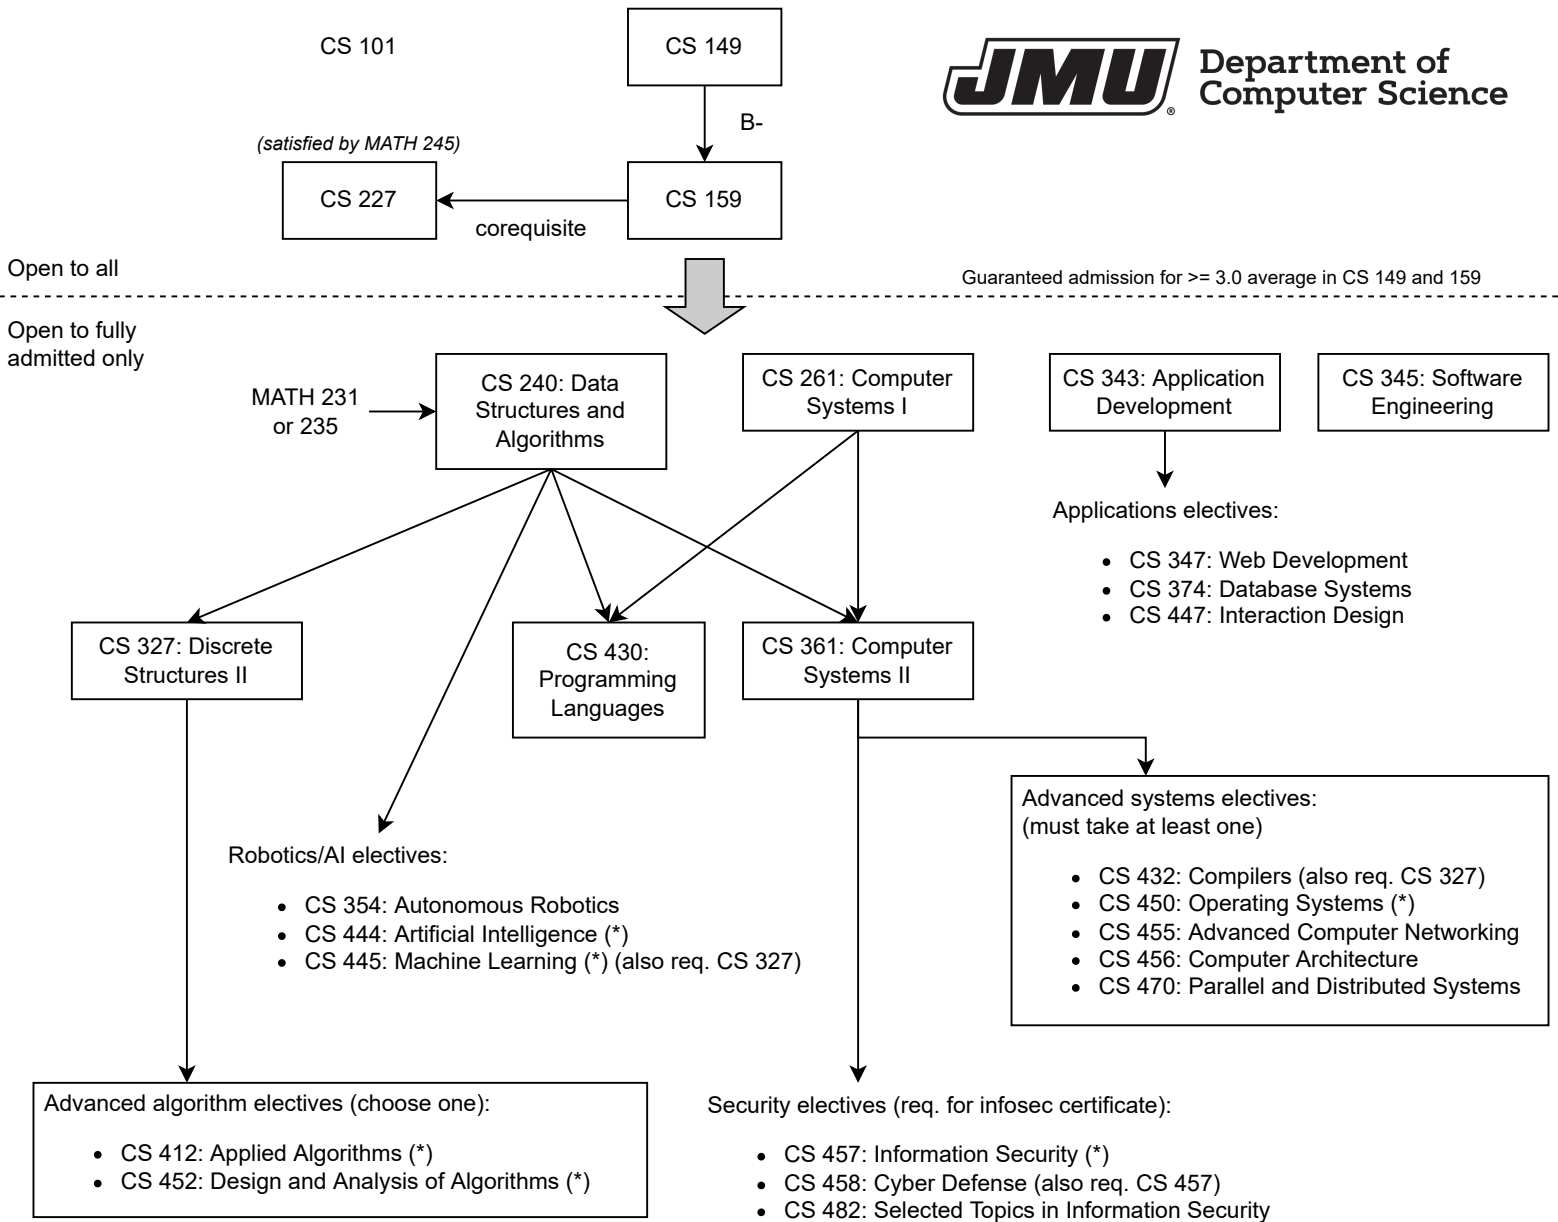 CS 101
CS 149
JMU
®
Department of
Computer Science
B-
(satisfied by MATH 245)
CS 227
CS 159
corequisite
Open to all
Guaranteed admission for >= 3.0 average in CS 149 and 159
Open to fully
admitted only
MATH 231
or 235
CS 240: Data
Structures and
Algorithms
CS 261: Computer
Systems I
CS 343: Application
Development
CS 345: Software
Engineering
Applications electives:
• CS 347: Web Development
• CS 374: Database Systems
• CS 447: Interaction Design
CS 327: Discrete
Structures II
CS 430:
Programming
Languages
CS 361: Computer
Systems II
Advanced systems electives:
(must take at least one)
• CS 432: Compilers (also req. CS 327)
• CS 450: Operating Systems (*)
• CS 455: Advanced Computer Networking
• CS 456: Computer Architecture
• CS 470: Parallel and Distributed Systems
Robotics/AI electives:
• CS 354: Autonomous Robotics
• CS 444: Artificial Intelligence (*)
• CS 445: Machine Learning (*) (also req. CS 327)
Advanced algorithm electives (choose one):
• CS 412: Applied Algorithms (*)
• CS 452: Design and Analysis of Algorithms (*)
Security electives (req. for infosec certificate):
• CS 457: Information Security (*)
• CS 458: Cyber Defense (also req. CS 457)
• CS 482: Selected Topics in Information Security